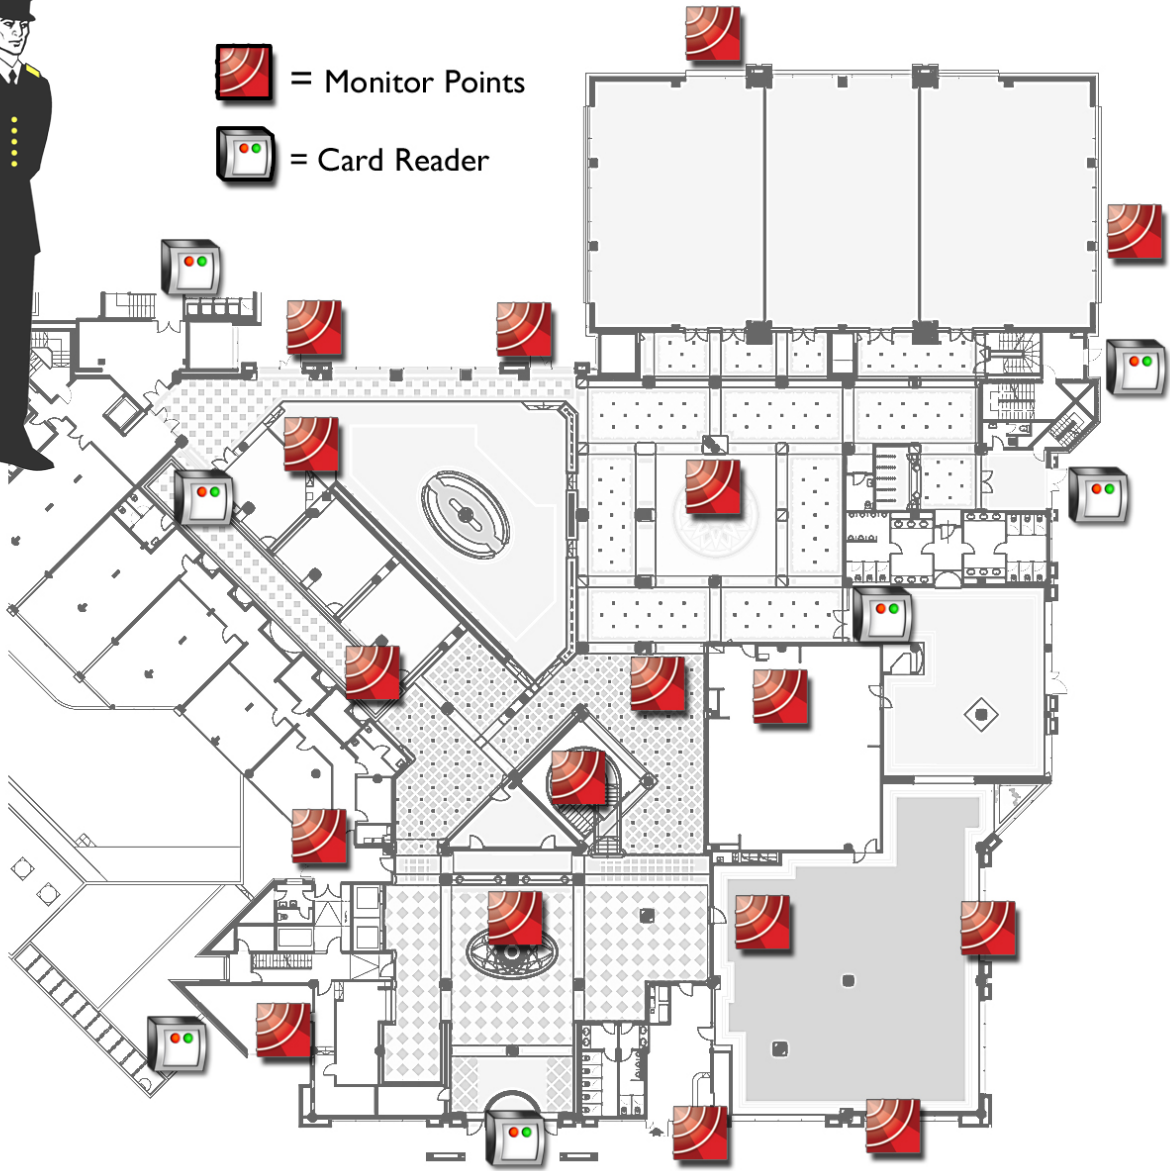 = Monitor Points
= Card Reader